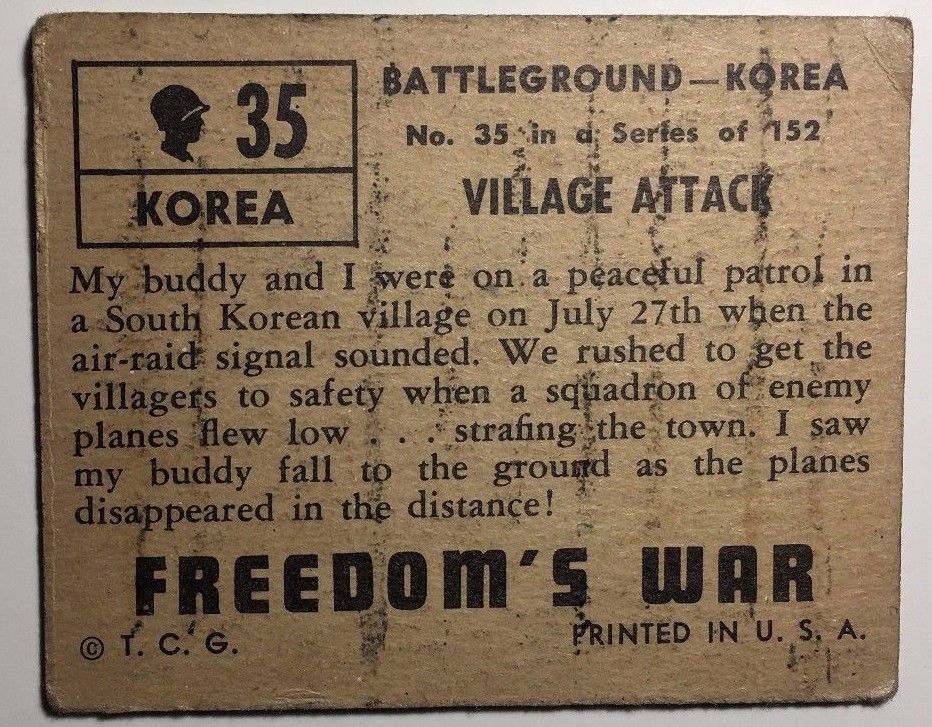 35
KOREA
BATTLEGROUND—KOREA
No. 35 in a Series of 152
VILLAGE ATTACK
My buddy and I were on a peaceful patrol in
a South Korean village on July 27th when the
air-raid signal sounded. We rushed to get the
villagers to safety when a squadron of enemy
planes flew low . . . strafing the town. I saw
my buddy fall to the ground as the planes
disappeared in the distance!
FREEDOM'S WAR
© T. C. G.
PRINTED IN U. S. A.